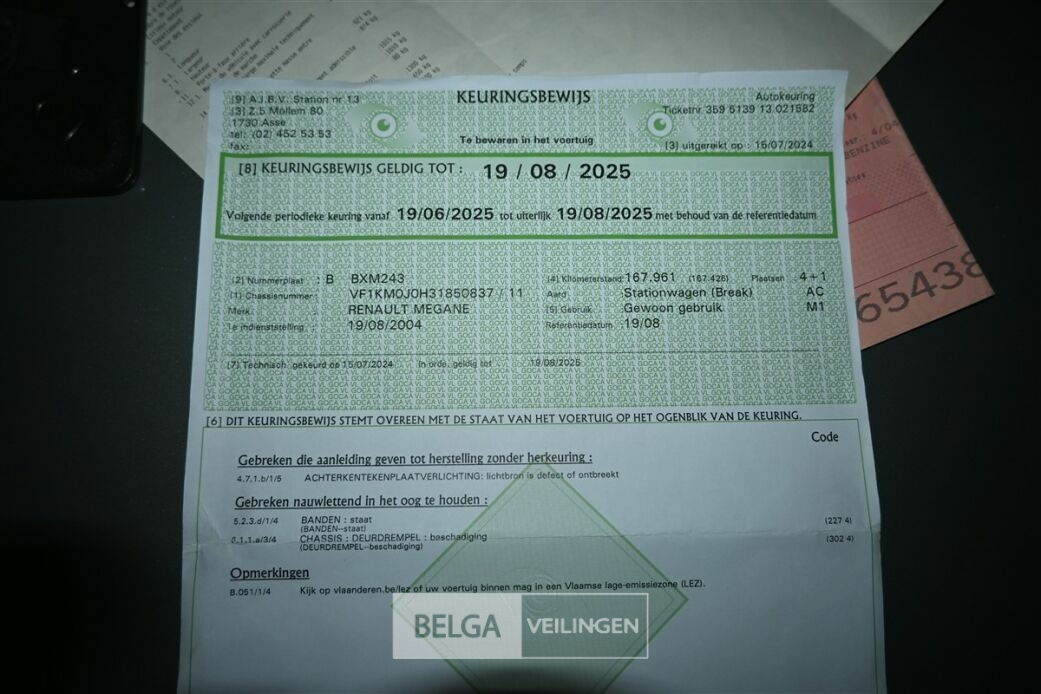 [9] A.I.B.V. Station nr 13
[3] Z.5 Mollem 80
1730 Asse
tel: (02) 452 53 53
fax:
KEURINGSBEWIJS
Te bewaren in het voertuig
Autokeuring
Ticketnr 359 5139 13 021582
[3] uitgereikt op : 15/07/2024
[8] KEURINGSBEWIJS GELDIG TOT : 19 / 08 / 2025
Volgende periodieke keuring vanaf 19/06/2025 tot uiterlijk 19/08/2025 met behoud van de referentiedatum
[2] Nummerplaat : B BXM243 [4] Kilometerstand: 167.961 (167.426) Plaatsen 4+1
[1] Chassisnummer : VF1KM0J0H31850837 / 11 Aard Stationwagen (Break) AC
Merk : RENAULT MEGANE [5] Gebruik Gewoon gebruik M1
1e indienststelling : 19/08/2004 Referentiedatum 19/08
[7] Technisch gekeurd op 15/07/2024 In orde, geldig tot 19/08/2025
[6] DIT KEURINGSBEWIJS STEMT OVEREEN MET DE STAAT VAN HET VOERTUIG OP HET OGENBLIK VAN DE KEURING.
Code
Gebreken die aanleiding geven tot herstelling zonder herkeuring :
4.7.1.b/1/5 ACHTERKENTEKENPLAATVERLICHTING: lichtbron is defect of ontbreekt
Gebreken nauwlettend in het oog te houden :
5.2.3.d/1/4 BANDEN : staat (227 4)
(BANDEN--staat)
6.1.1.a/3/4 CHASSIS : DEURDREMPEL : beschadiging (302 4)
(DEURDREMPEL--beschadiging)
Opmerkingen
B.051/1/4 Kijk op vlaanderen.be/lez of uw voertuig binnen mag in een Vlaamse lage-emissiezone (LEZ).
BELGA VEILINGEN
BENZINE
65438